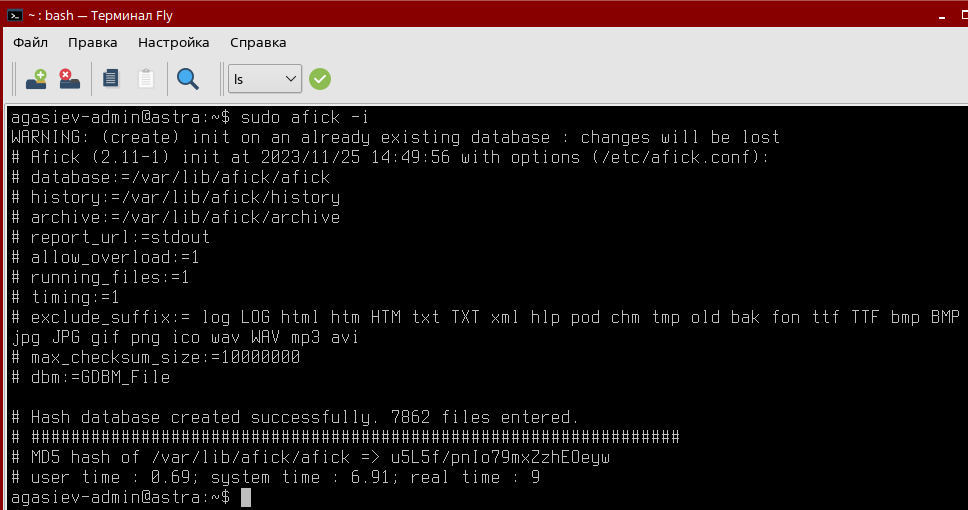 ~ : bash — Терминал Fly
Файл Правка Настройка Справка
ls
agasiev-admin@astra:~$ sudo afick -i
WARNING: (create) init on an already existing database : changes will be lost
# Afick (2.11-1) init at 2023/11/25 14:49:56 with options (/etc/afick.conf):
# database:=/var/lib/afick/afick
# history:=/var/lib/afick/history
# archive:=/var/lib/afick/archive
# report_url:=stdout
# allow_overload:=1
# running_files:=1
# timing:=1
# exclude_suffix:= log LOG html htm HTM txt TXT xml hlp pod chm tmp old bak fon ttf TTF bmp BMP
jpg JPG gif png ico wav WAV mp3 avi
# max_checksum_size:=10000000
# dbm:=GDBM_File
# Hash database created successfully. 7862 files entered.
# #################################################################
# MD5 hash of /var/lib/afick/afick => u5L5f/pnIo79mxZzhEOeyw
# user time : 0.69; system time : 6.91; real time : 9
agasiev-admin@astra:~$